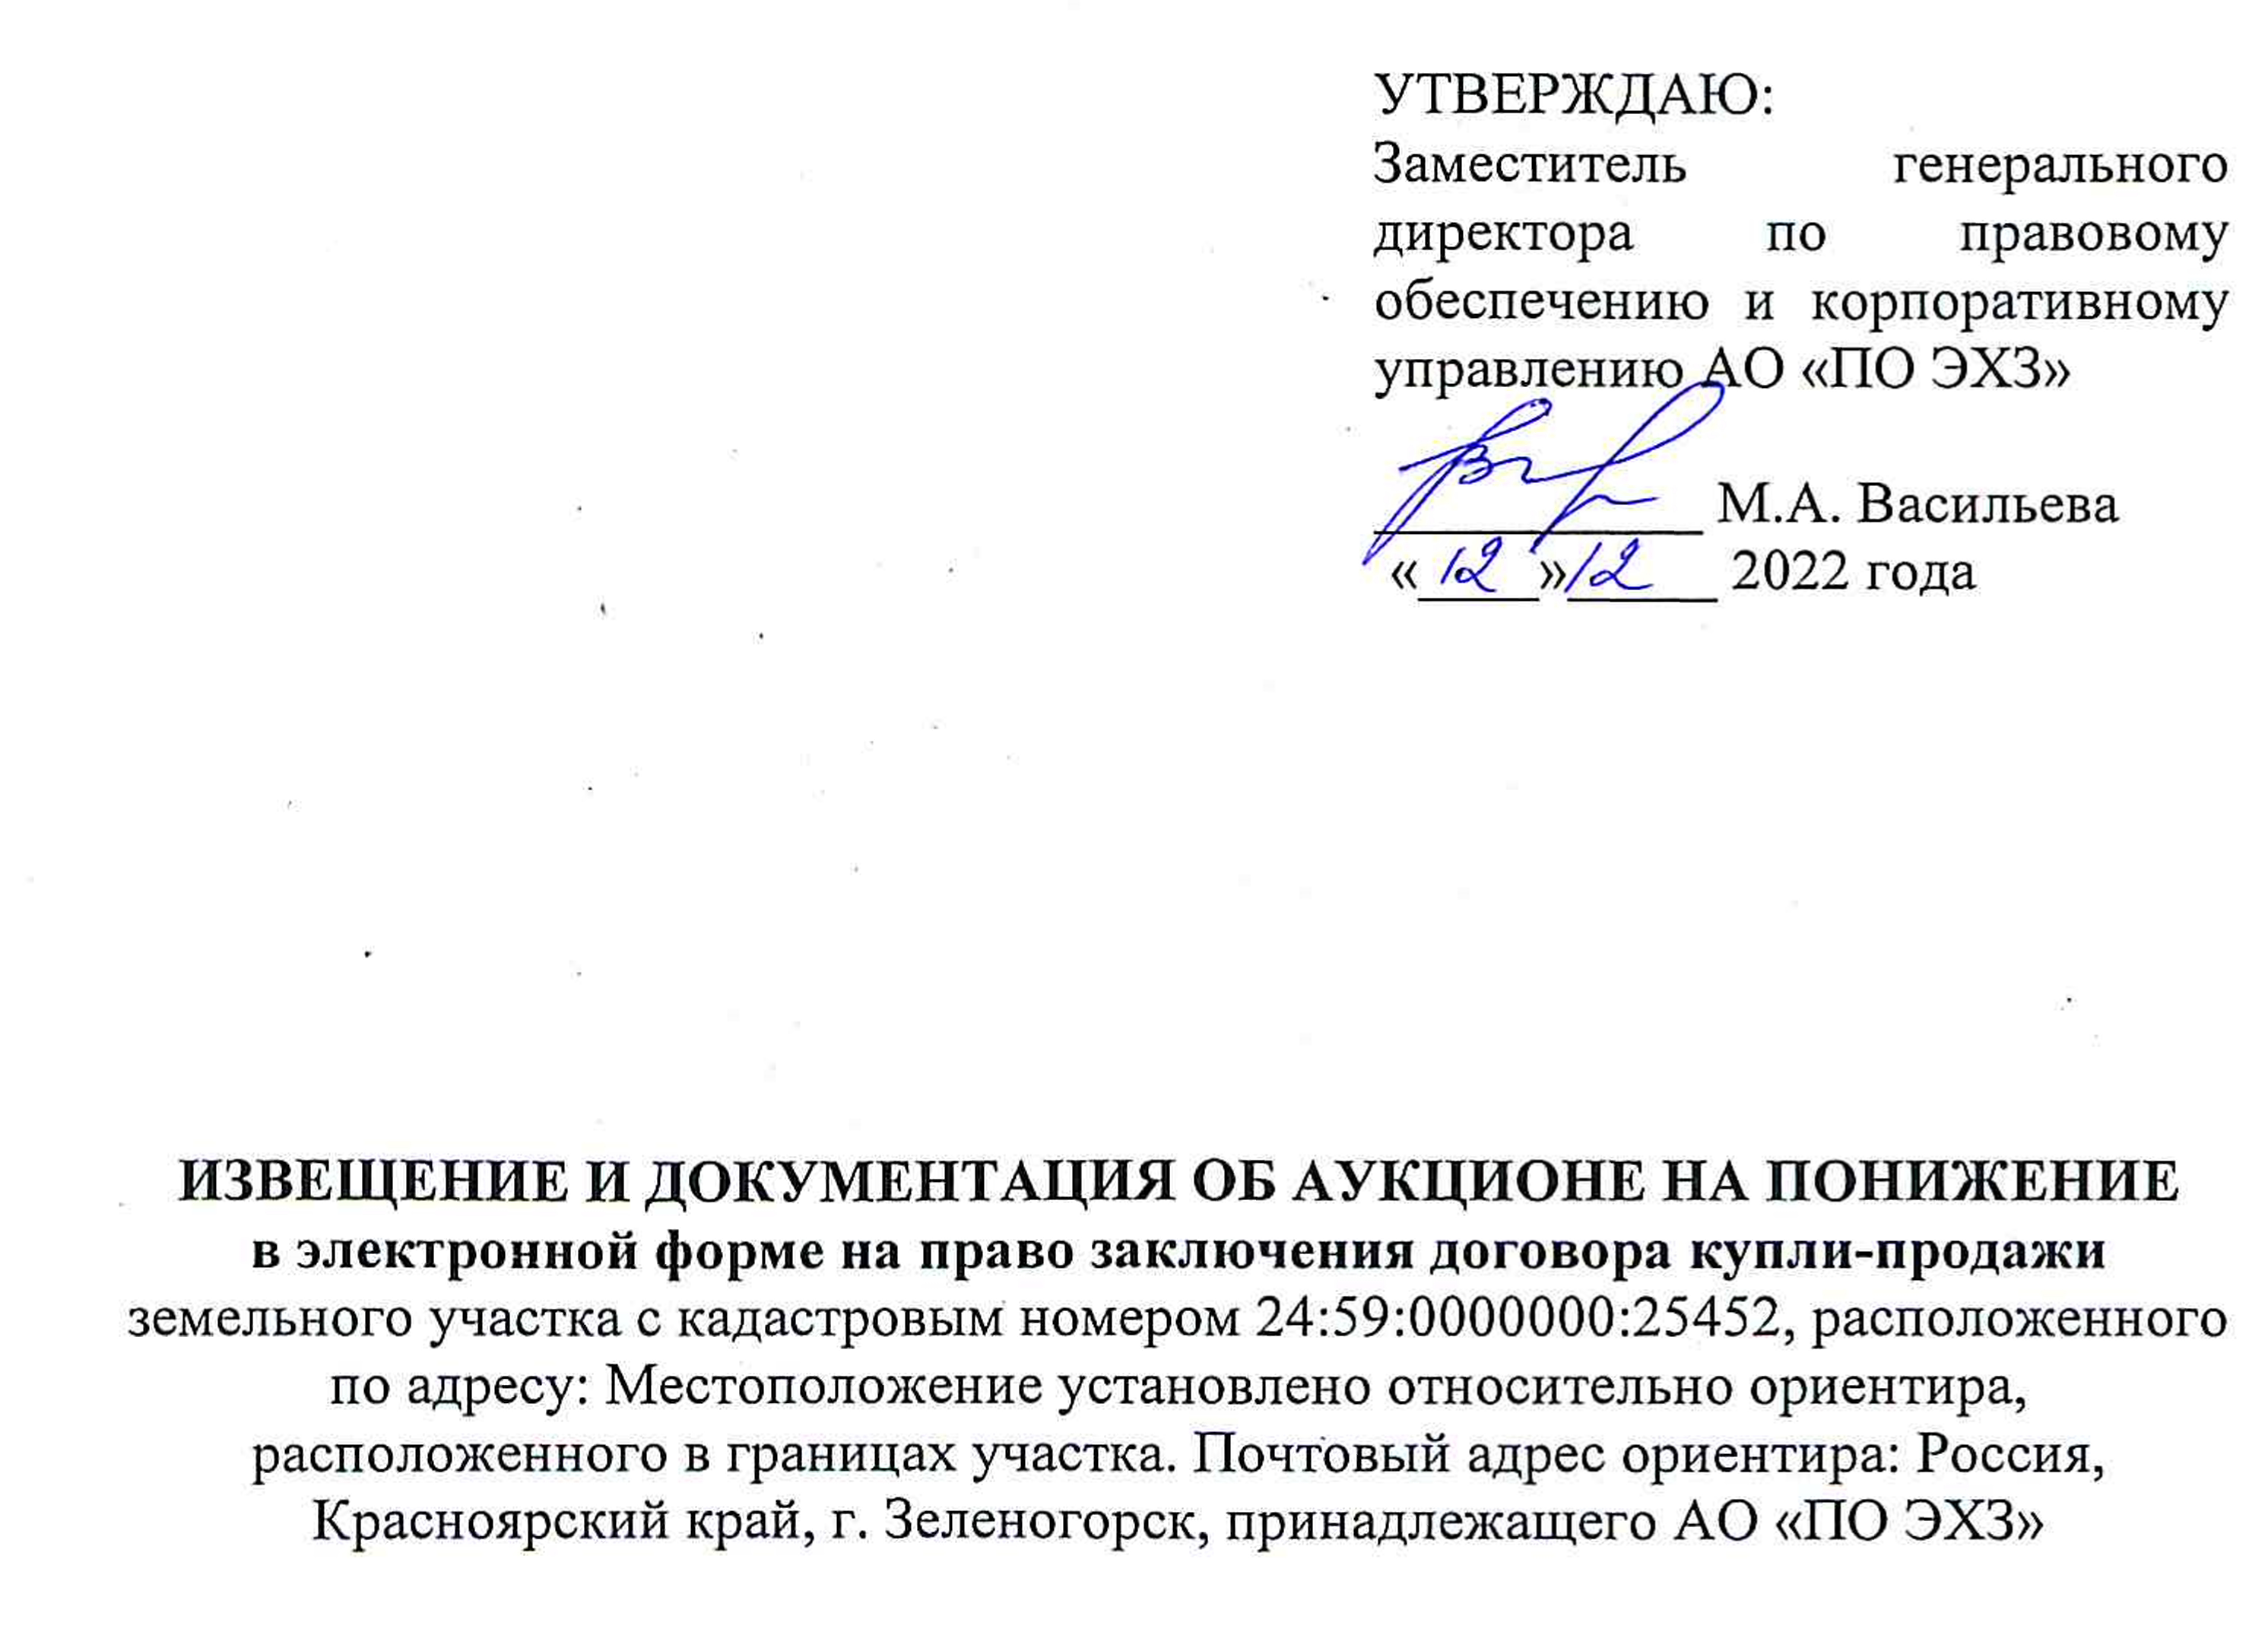 УТВЕРЖДАЮ:
Заместитель генерального
директора по правовому
обеспечению и корпоративному
управлению АО «ПО ЭХЗ»
М.А. Васильева
«12»12 2022 года
ИЗВЕЩЕНИЕ И ДОКУМЕНТАЦИЯ ОБ АУКЦИОНЕ НА ПОНИЖЕНИЕ
в электронной форме на право заключения договора купли-продажи
земельного участка с кадастровым номером 24:59:0000000:25452, расположенного
по адресу: Местоположение установлено относительно ориентира,
расположенного в границах участка. Почтовый адрес ориентира: Россия,
Красноярский край, г. Зеленогорск, принадлежащего АО «ПО ЭХЗ»